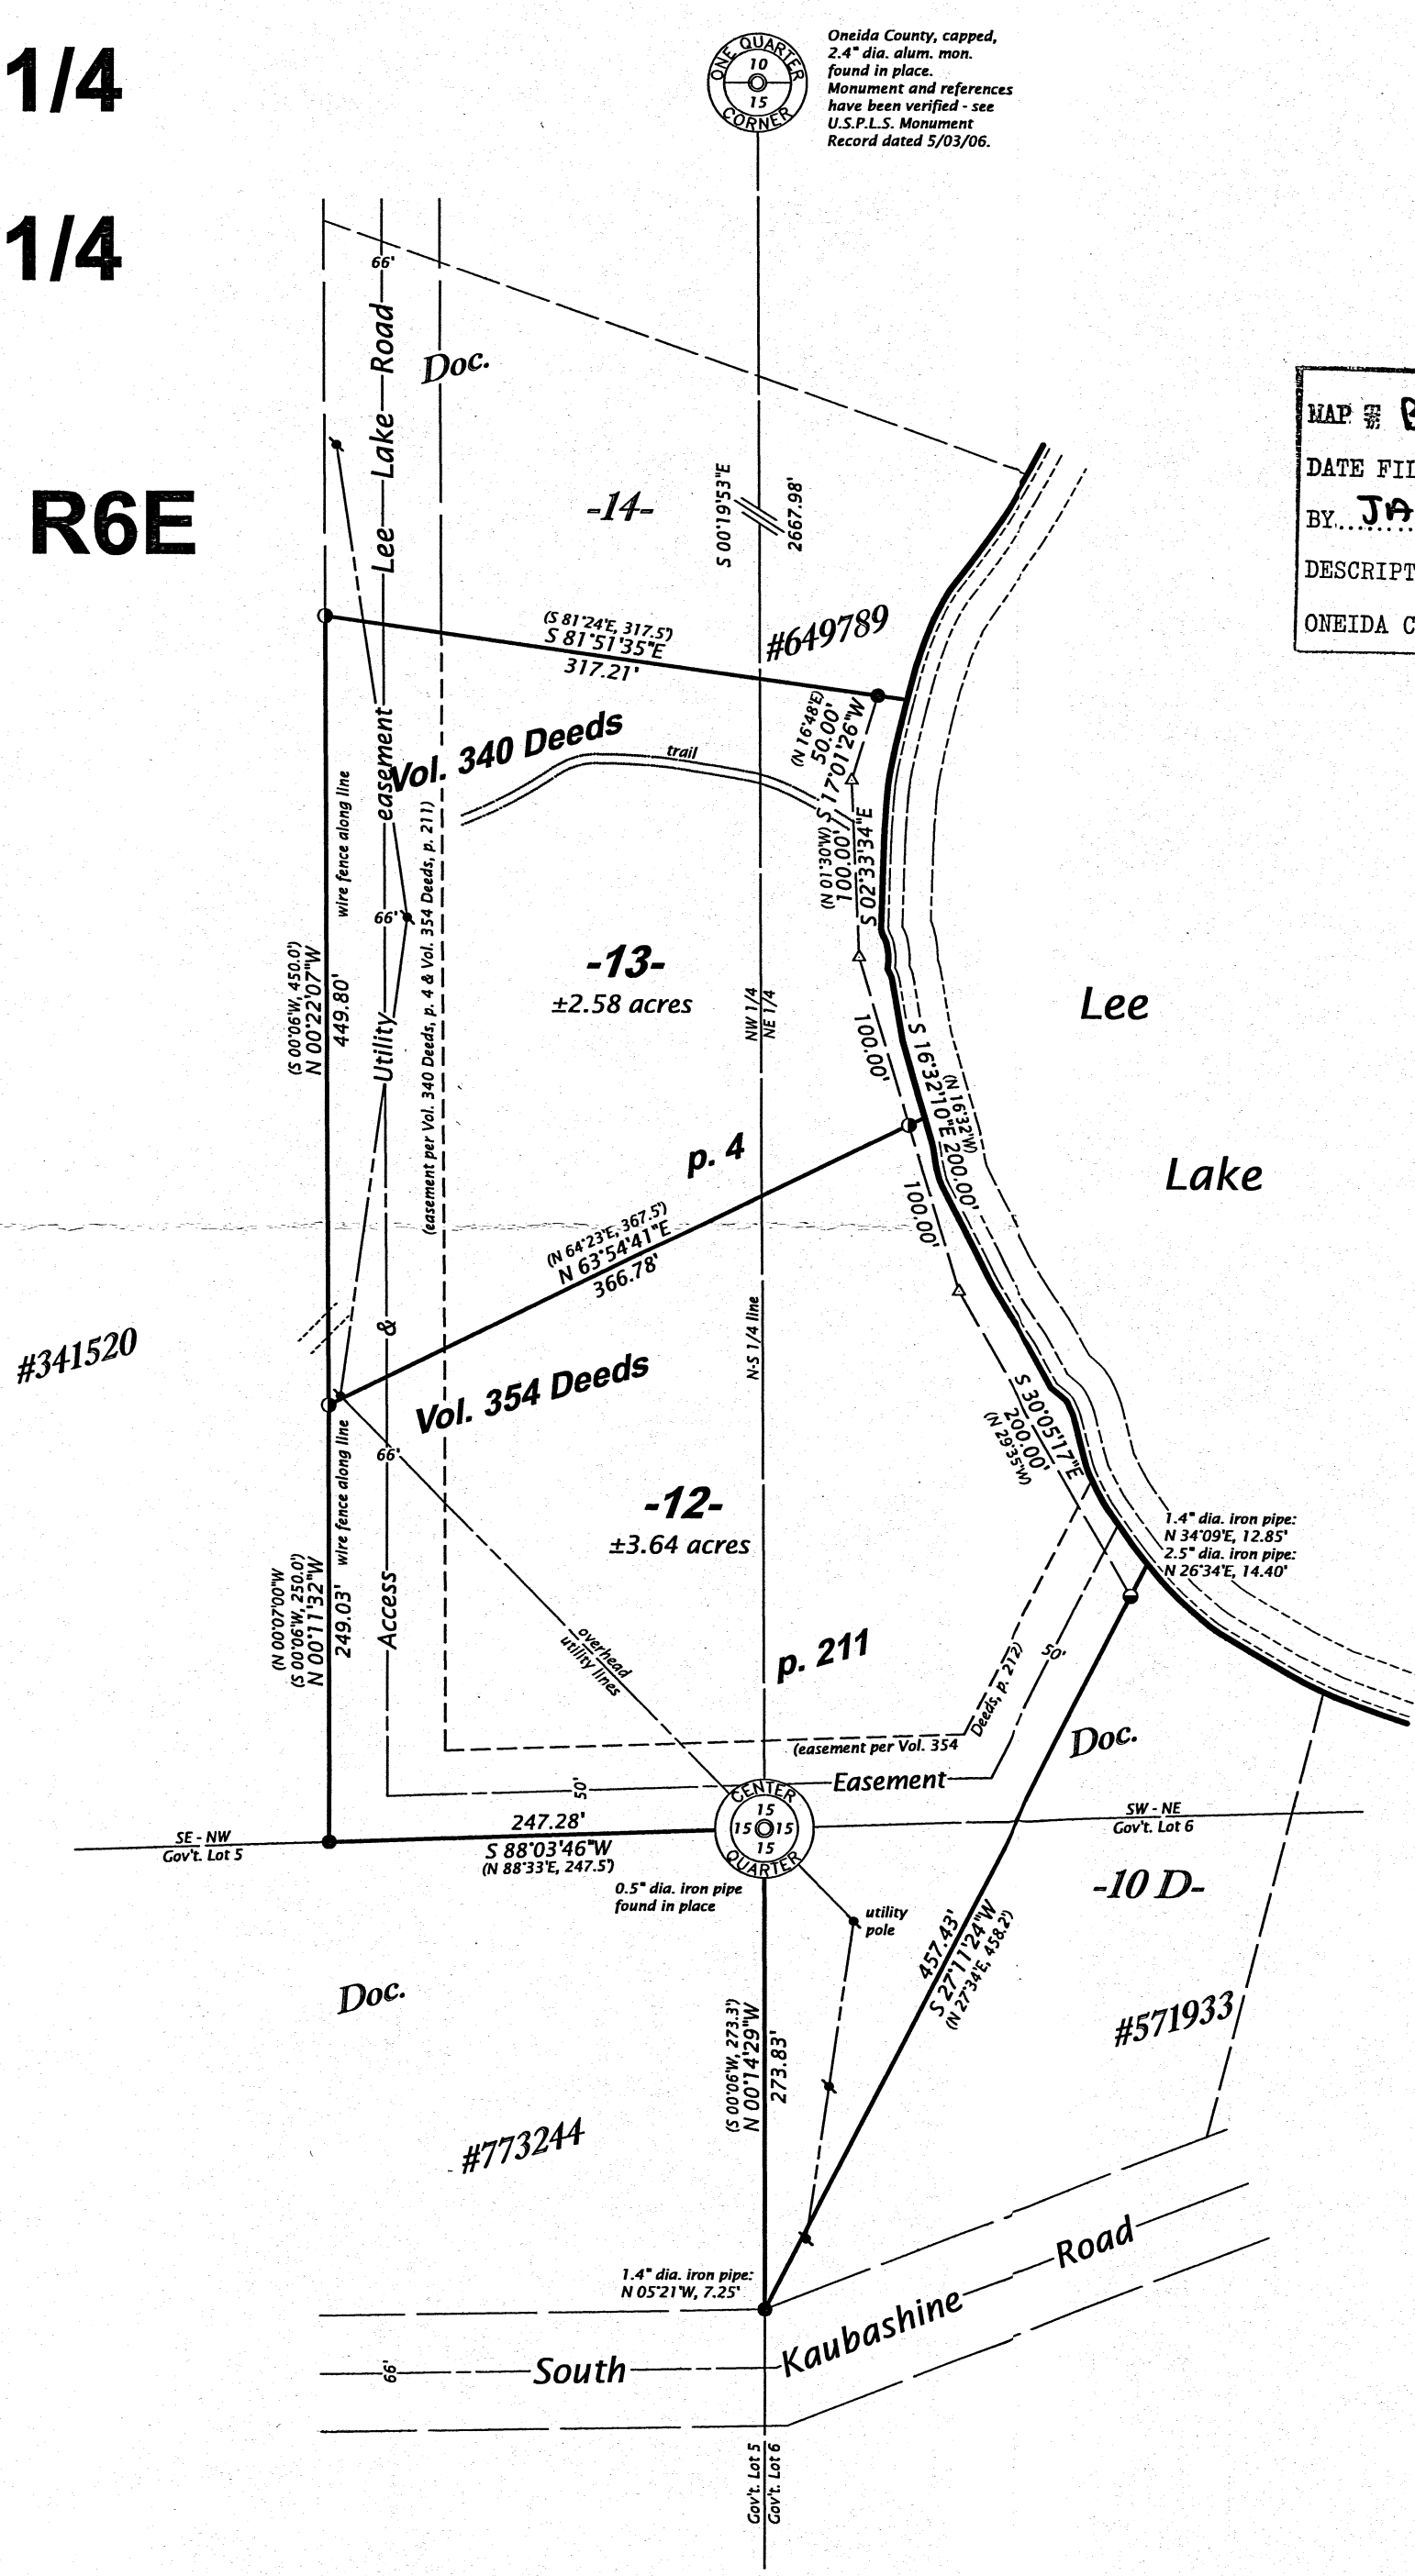 1/4
1/4
R6E
ONE QUARTER
10
15
CORNER
Oneida County, capped,
2.4" dia. alum. mon.
found in place.
Monument and references
have been verified - see
U.S.P.L.S. Monument
Record dated 5/03/06.
66'
Lee Lake Road
Doc.
-14-
S 00°19'53"E
2667.98'
MAP #
DATE FIL
BY. JA
DESCRIPT
ONEIDA C
(S 81°24'E, 317.5')
S 81°51'35"E
317.21'
#649789
Vol. 340 Deeds
trail
(N 16°48'E)
50.00'
S 17°01'26"W
(N 01°30'W)
100.00'
S 02°33'34"E
wire fence along line
easement
66'
(easement per Vol. 340 Deeds, p. 4 & Vol. 354 Deeds, p. 211)
(S 00°06'W, 450.0')
N 00°22'07"W
449.80'
Utility
-13-
±2.58 acres
NW 1/4
NE 1/4
100.00'
S 16°32'10"E 200.00'
(N 16°32'W)
100.00'
Lee
Lake
p. 4
(N 64°23'E, 367.5')
N 63°54'41"E
366.78'
&
N-S 1/4 line
#341520
Vol. 354 Deeds
66'
wire fence along line
S 30°05'17"E
200.00'
(N 29°35'W)
-12-
±3.64 acres
1.4" dia. iron pipe:
N 34°09'E, 12.85'
2.5" dia. iron pipe:
N 26°34'E, 14.40'
(N 00°07'00"W
(S 00°06'W, 250.0')
N 00°11'32"W
249.03'
Access
overhead
utility lines
p. 211
50'
Deeds, p. 212)
(easement per Vol. 354
Doc.
Easement
50'
CENTER
15
15 15
15
QUARTER
247.28'
S 88°03'46"W
(N 88°33'E, 247.5')
SE - NW
Gov't. Lot 5
SW - NE
Gov't. Lot 6
0.5" dia. iron pipe
found in place
-10 D-
utility
pole
457.43'
S 27°11'24"W
(N 27°34'E, 458.2')
Doc.
#571933
(S 00°06'W, 273.3')
N 00°14'29"W
273.83'
#773244
1.4" dia. iron pipe:
N 05°21'W, 7.25'
66'
South Kaubashine Road
Gov't. Lot 5
Gov't. Lot 6